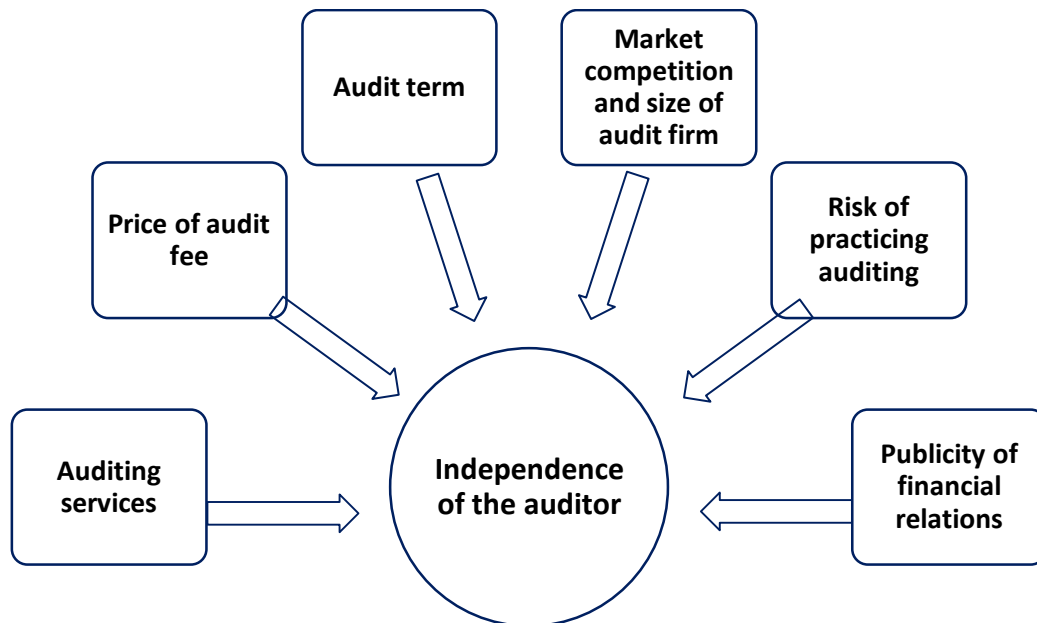 Audit term
Market
competition
and size of
audit firm
Price of audit
fee
Risk of
practicing
auditing
Auditing
services
Independence
of the auditor
Publicity of
financial
relations